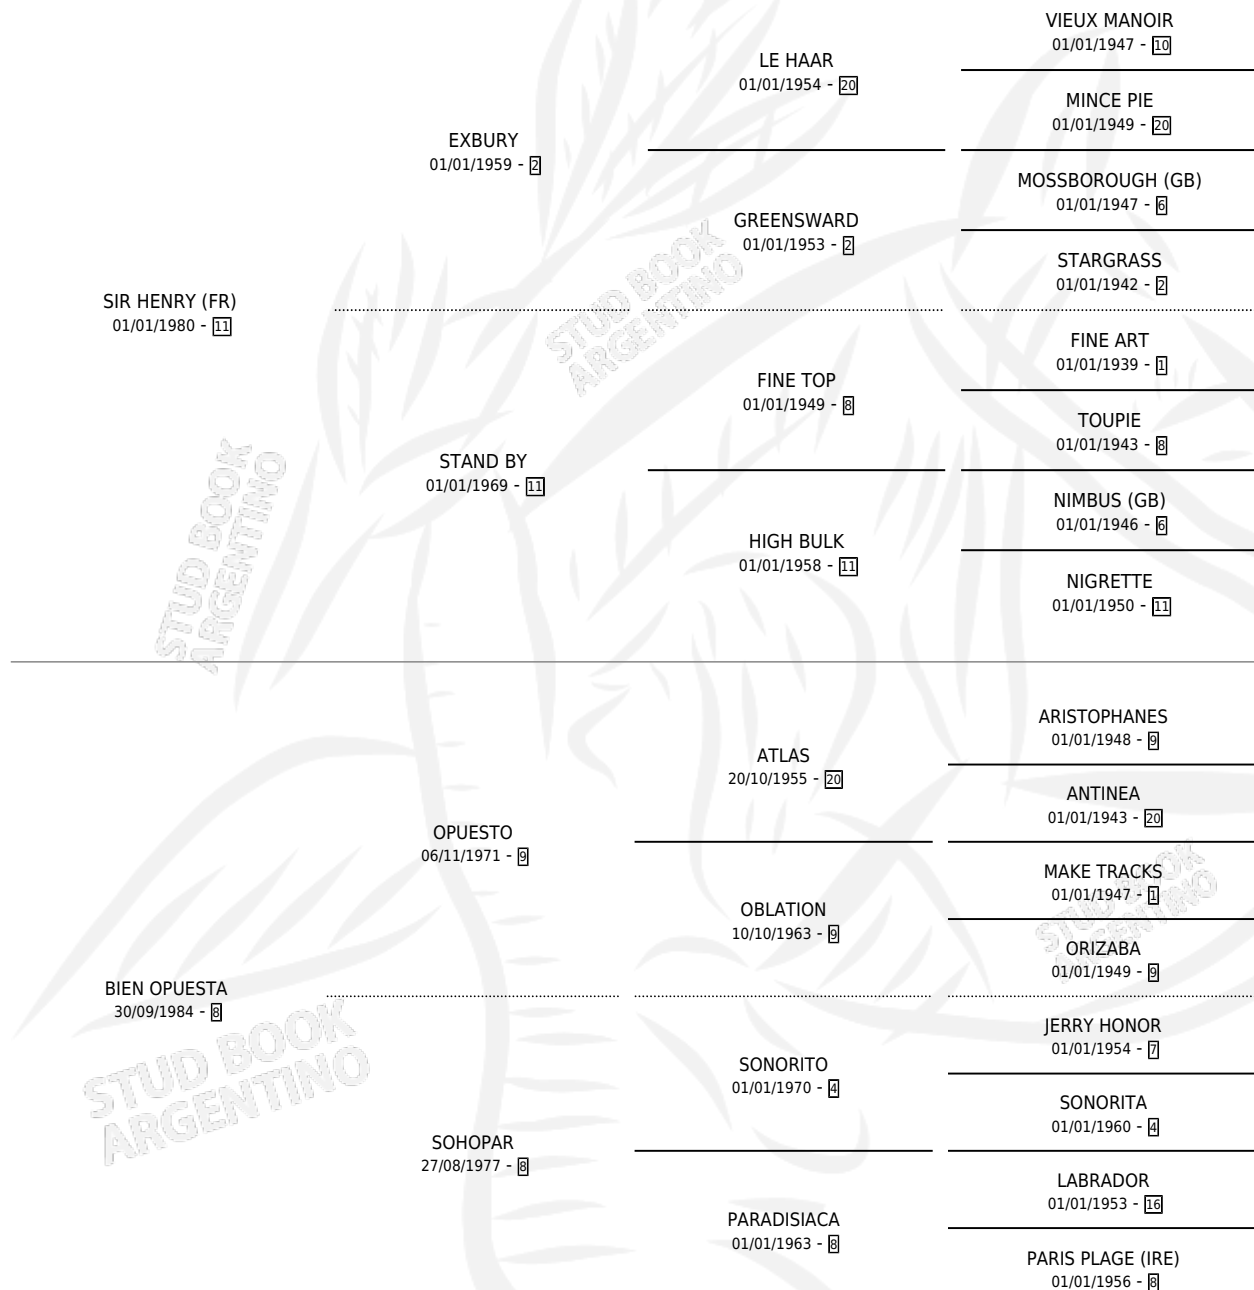 VIEUX MANOIR
01/01/1947 - 10
LE HAAR
01/01/1954 - 20
MINCE PIE
01/01/1949 - 20
EXBURY
01/01/1959 - 2
MOSSBOROUGH (GB)
01/01/1947 - 6
GREENSWARD
01/01/1953 - 2
STARGRASS
01/01/1942 - 2
SIR HENRY (FR)
01/01/1980 - 11
FINE ART
01/01/1939 - 1
FINE TOP
01/01/1949 - 8
TOUPIE
01/01/1943 - 8
STAND BY
01/01/1969 - 11
NIMBUS (GB)
01/01/1946 - 6
HIGH BULK
01/01/1958 - 11
NIGRETTE
01/01/1950 - 11
ARISTOPHANES
01/01/1948 - 9
ATLAS
20/10/1955 - 20
ANTINEA
01/01/1943 - 20
OPUESTO
06/11/1971 - 9
MAKE TRACKS
01/01/1947 - 1
OBLATION
10/10/1963 - 9
ORIZABA
01/01/1949 - 9
BIEN OPUESTA
30/09/1984 - 8
JERRY HONOR
01/01/1954 - 7
SONORITO
01/01/1970 - 4
SONORITA
01/01/1960 - 4
SOHOPAR
27/08/1977 - 8
LABRADOR
01/01/1953 - 16
PARADISIACA
01/01/1963 - 8
PARIS PLAGE (IRE)
01/01/1956 - 8
STUD BOOK
ARGENTINO
STUD BOOK
ARGENTINO
STUD BOOK
ARGENTINO
STUD BOOK
ARGENTINO